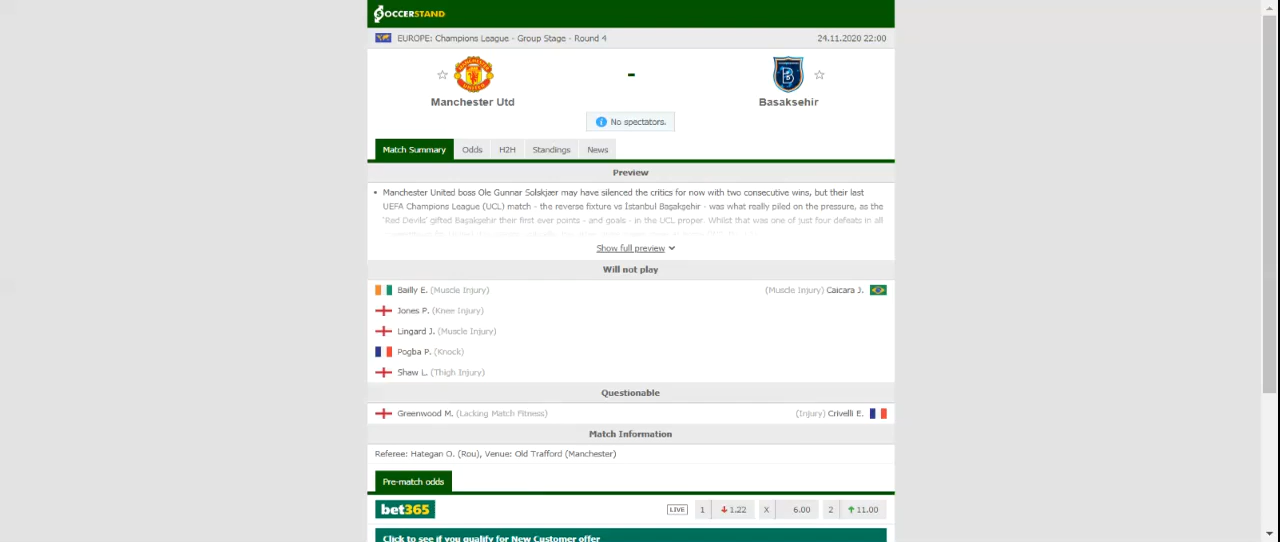 SOCCERSTAND
EUROPE: Champions League - Group Stage - Round 4
24.11.2020 22:00
-
Manchester Utd
Basaksehir
No spectators.
Match Summary
Odds
H2H
Standings
News
Preview
Manchester United boss Ole Gunnar Solskjær may have silenced the critics for now with two consecutive wins, but their last
UEFA Champions League (UCL) match - the reverse fixture vs İstanbul Başakşehir - was what really piled on the pressure, as the
'Red Devils' gifted Başakşehir their first ever points - and goals - in the UCL proper. Whilst that was one of just four defeats in all
Show full preview
Will not play
Bailly E. (Muscle Injury)
(Muscle Injury) Caicara J.
Jones P. (Knee Injury)
Lingard J. (Muscle Injury)
Pogba P. (Knock)
Shaw L. (Thigh Injury)
Questionable
Greenwood M. (Lacking Match Fitness)
(Injury) Crivelli E.
Match Information
Referee: Hategan O. (Rou), Venue: Old Trafford (Manchester)
Pre-match odds
bet365
LIVE
1 1.22
X 6.00
2 11.00
Click to see if you qualify for New Customer offer